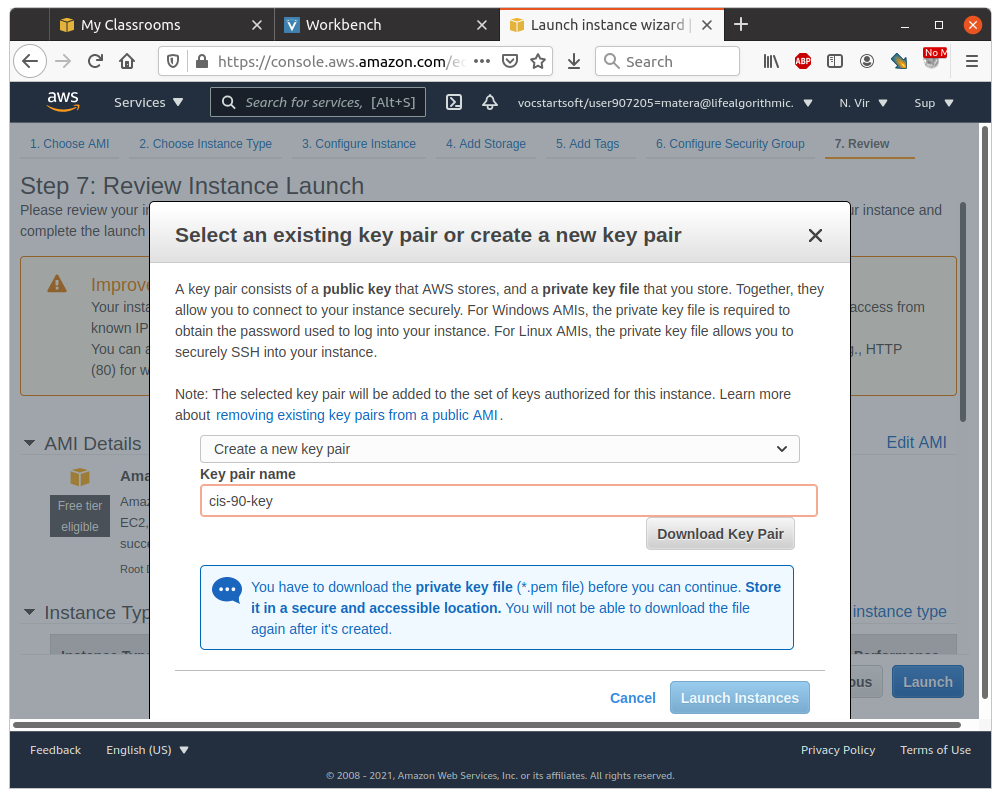 My Classrooms
Workbench
Launch instance wizard |
https://console.aws.amazon.com/ec
Search
ABP
No M
aws
Services
Search for services, [Alt+S]
vocstartsoft/user907205=matera@lifealgorithmic.
N. Vir
Sup
1. Choose AMI
2. Choose Instance Type
3. Configure Instance
4. Add Storage
5. Add Tags
6. Configure Security Group
7. Review
Step 7: Review Instance Launch
Please review your in
ur instance and
complete the launch
Improve
Your insta
access from
known IP
You can a
., HTTP
(80) for w
Select an existing key pair or create a new key pair
A key pair consists of a public key that AWS stores, and a private key file that you store. Together, they
allow you to connect to your instance securely. For Windows AMIs, the private key file is required to
obtain the password used to log into your instance. For Linux AMIs, the private key file allows you to
securely SSH into your instance.
Note: The selected key pair will be added to the set of keys authorized for this instance. Learn more
about removing existing key pairs from a public AMI.
Create a new key pair
Key pair name
cis-90-key
Download Key Pair
You have to download the private key file (*.pem file) before you can continue. Store
it in a secure and accessible location. You will not be able to download the file
again after it's created.
Cancel
Launch Instances
AMI Details
Edit AMI
Free tier
eligible
Ama
Amaz
EC2,
succe
Root D
Instance Typ
instance type
ous
Launch
Feedback
English (US)
Privacy Policy
Terms of Use
© 2008 - 2021, Amazon Web Services, Inc. or its affiliates. All rights reserved.